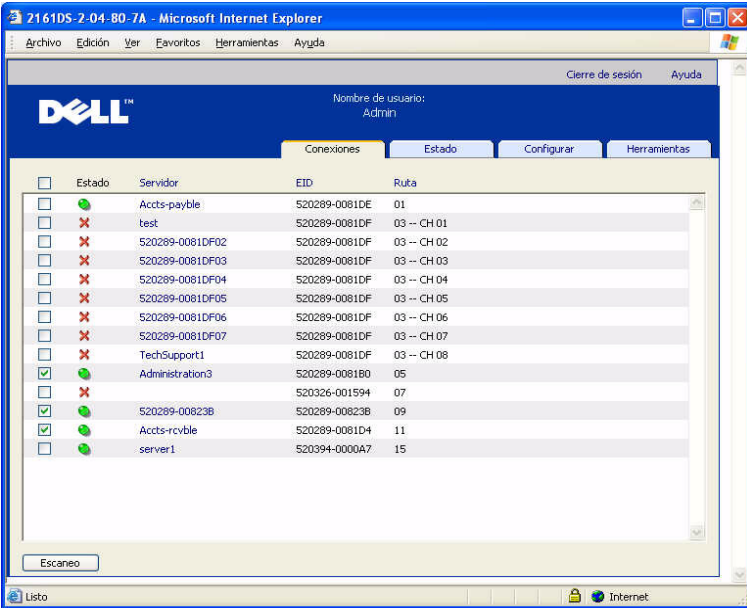 2161DS-2-04-80-7A - Microsoft Internet Explorer
Archivo Edición Ver Favoritos Herramientas Ayuda
Cierre de sesión Ayuda
DELL™
Nombre de usuario:
Admin
Conexiones Estado Configurar Herramientas
Estado Servidor EID Ruta
Accts-payble 520289-0081DE 01
test 520289-0081DF 03 -- CH 01
520289-0081DF02 520289-0081DF 03 -- CH 02
520289-0081DF03 520289-0081DF 03 -- CH 03
520289-0081DF04 520289-0081DF 03 -- CH 04
520289-0081DF05 520289-0081DF 03 -- CH 05
520289-0081DF06 520289-0081DF 03 -- CH 06
520289-0081DF07 520289-0081DF 03 -- CH 07
TechSupport1 520289-0081DF 03 -- CH 08
Administration3 520289-0081B0 05
520326-001594 07
520289-00823B 520289-00823B 09
Accts-rcvble 520289-0081D4 11
server1 520394-0000A7 15
Escaneo
Listo Internet